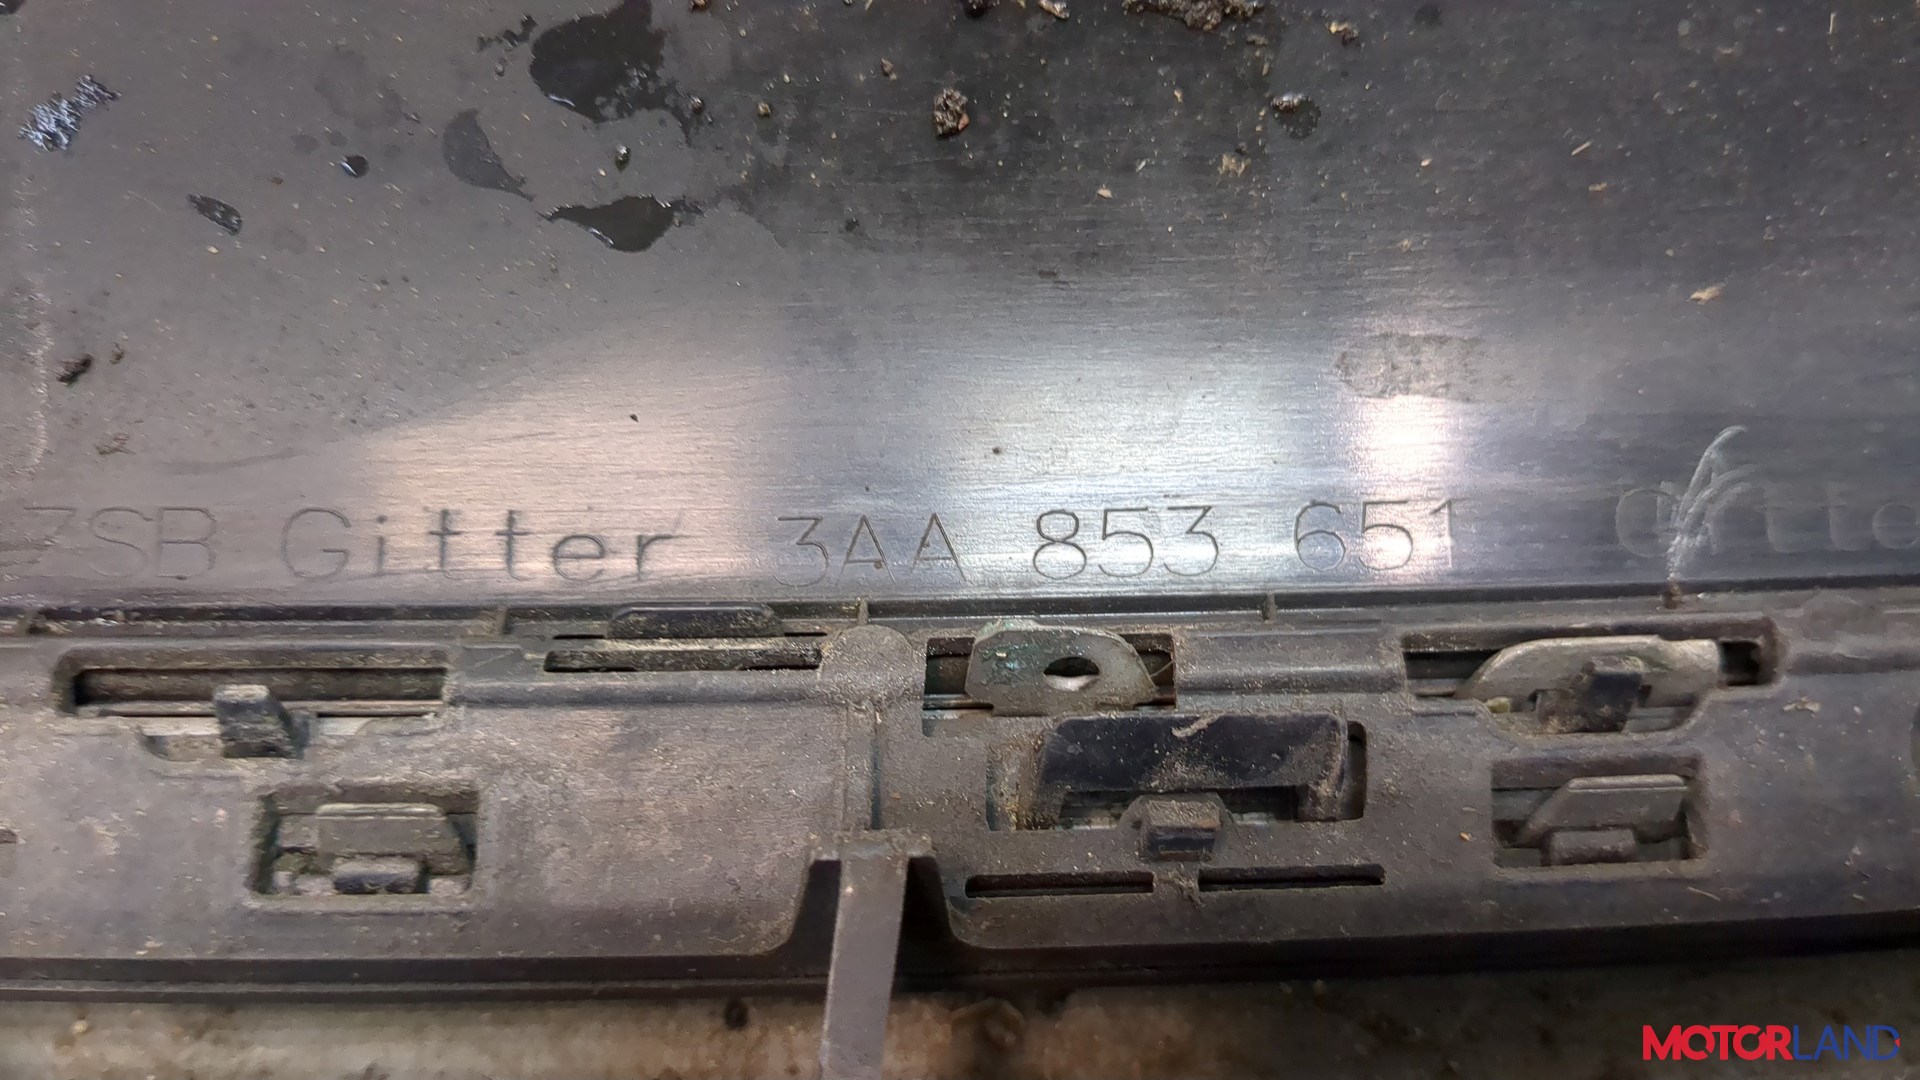 ZSB Gitter 3AA 853 651
MOTORLAND